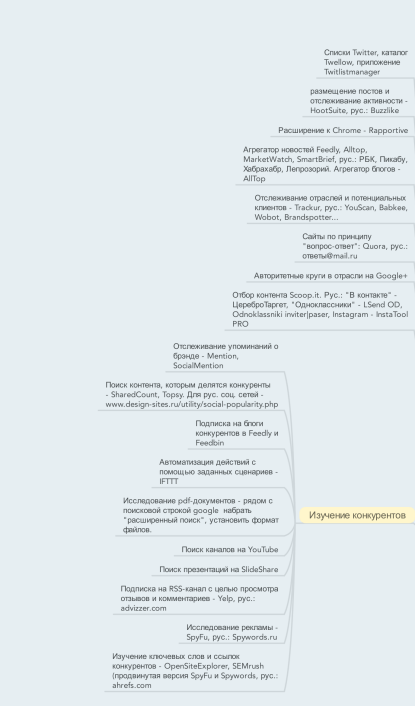 Списки Twitter, каталог
Twellow, приложение
Twitlistmanager
размещение постов и
отслеживание активности -
HootSuite, рус.: Buzzlike
Расширение к Chrome - Rapportive
Агрегатор новостей Feedly, Alltop,
MarketWatch, SmartBrief, рус.: РБК, Пикабу,
Хабрахабр, Лепрозорий. Агрегатор блогов -
AllTop
Отслеживание отраслей и потенциальных
клиентов - Trackur, рус.: YouScan, Babkee,
Wobot, Brandspotter...
Сайты по принципу
"вопрос-ответ": Quora, рус.:
ответы@mail.ru
Авторитетные круги в отрасли на Google+
Отбор контента Scoop.it. Рус.: "В контакте" -
ЦереброТаргет, "Одноклассники" - LSend OD,
Odnoklassniki inviter|paser, Instagram - InstaTool
PRO
Отслеживание упоминаний о
брэнде - Mention,
SocialMention
Поиск контента, которым делятся конкуренты
- SharedCount, Topsy. Для рус. соц. сетей -
www.design-sites.ru/utility/social-popularity.php
Подписка на блоги
конкурентов в Feedly и
Feedbin
Автоматизация действий с
помощью заданных сценариев -
IFTTT
Исследование pdf-документов - рядом с
поисковой строкой google набрать
"расширенный поиск", установить формат
файлов.
Изучение конкурентов
Поиск каналов на YouTube
Поиск презентаций на SlideShare
Подписка на RSS-канал с целью просмотра
отзывов и комментариев - Yelp, рус.:
advizzer.com
Исследование рекламы -
SpyFu, рус.: Spywords.ru
Изучение ключевых слов и ссылок
конкурентов - OpenSiteExplorer, SEMrush
(продвинутая версия SpyFu и Spywords, рус.:
ahrefs.com